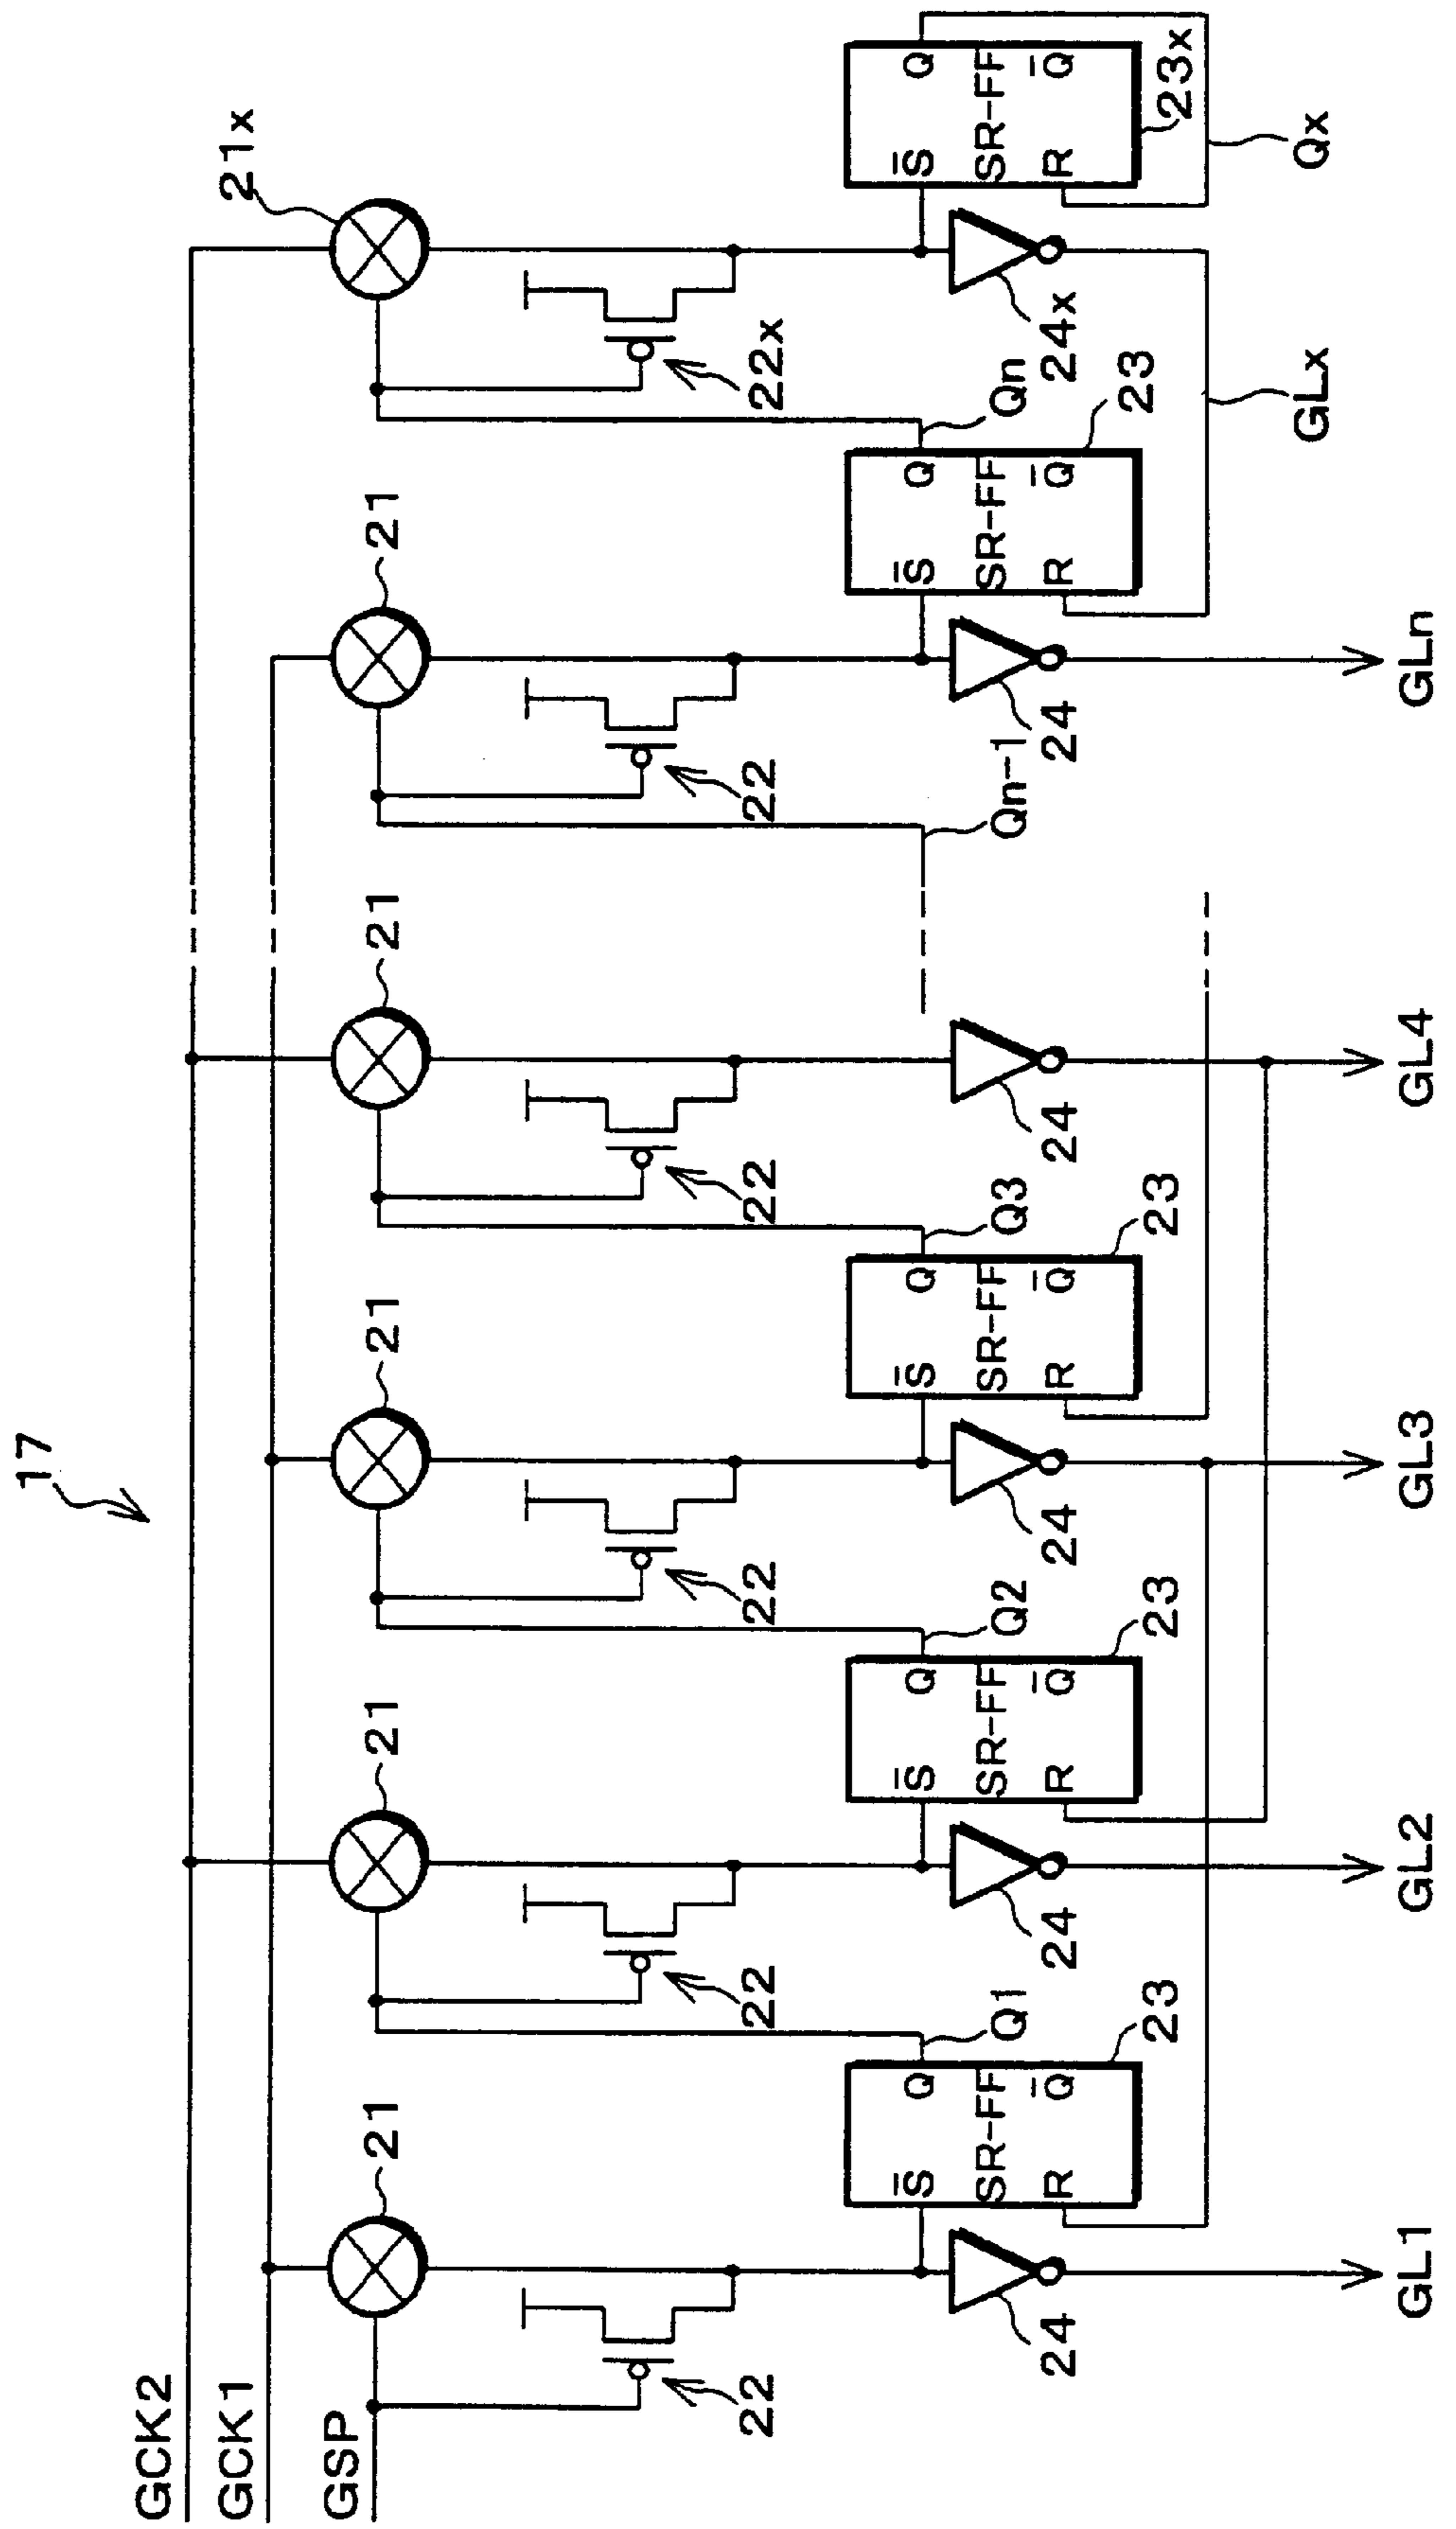 17
GCK2
GCK1
GSP
21
21
21
21
21
21x
22
22
22
22
22
22x
Q1
Q2
Q3
Qn-1
Qn
S̅ Q
SR-FF
R Q̅
23
S̅ Q
SR-FF
R Q̅
23
S̅ Q
SR-FF
R Q̅
23
S̅ Q
SR-FF
R Q̅
23
S̅ Q
SR-FF
R Q̅
23x
24
24
24
24
24
24x
Qx
GLx
GL1
GL2
GL3
GL4
GLn